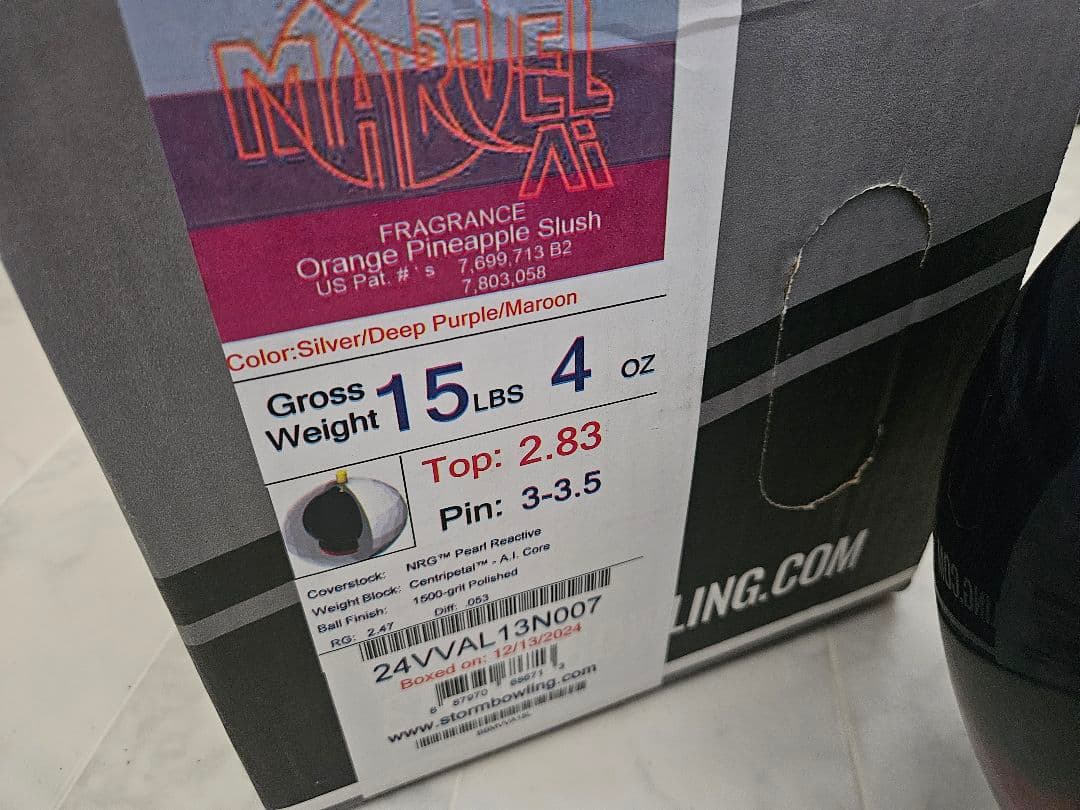 MARVEL
Ai
FRAGRANCE
Orange Pineapple Slush
US Pat. #'s 7,699,713 B2
7,803,058
Color:Silver/Deep Purple/Maroon
Gross Weight 15 LBS 4 oz
Top: 2.83
Pin: 3-3.5
Coverstock: NRG™ Pearl Reactive
Weight Block: Centripetal™ - A.I. Core
Ball Finish: 1500-grit Polished
RG: 2.47 Diff: .053
24VVAL13N007
Boxed on: 12/13/2024
www.stormbowling.com
LING.COM